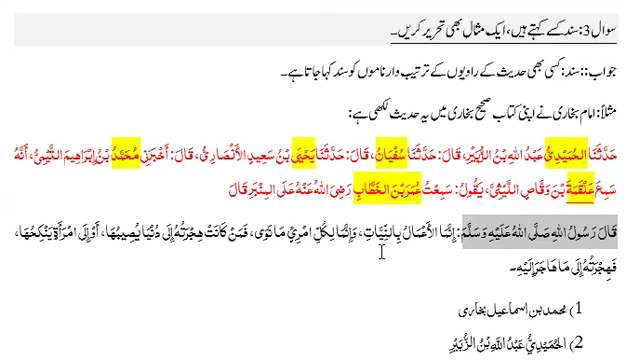 سوال 3: سند کسے کہتے ہیں، ایک مثال بھی تحریر کریں۔
جواب:: سند: کسی بھی حدیث کے راویوں کے ترتیب وار ناموں کو سند کہا جاتا ہے۔
مثلاً: امام بخاری نے اپنی کتاب صحیح بخاری میں یہ حدیث لکھی ہے:
حَدَّثَنَا الحُمَيْدِيُّ عَبْدُ اللهِ بْنُ الزُّبَيْرِ، قَالَ: حَدَّثَنَا سُفْيَانُ، قَالَ: حَدَّثَنَا يَحْيَى بْنُ سَعِيدٍ الأَنْصَارِيُّ، قَالَ: أَخْبَرَنِي مُحَمَّدُ بْنُ إِبْرَاهِيمَ التَّيْمِيُّ، أَنَّهُ
سَمِعَ عَلْقَمَةَ بْنَ وَقَّاصٍ اللَّيْثِيَّ، يَقُولُ: سَمِعْتُ عُمَرَ بْنَ الخَطَّابِ رَضِيَ اللهُ عَنْهُ عَلَى المِنْبَرِ قَالَ
قَالَ رَسُولُ اللهِ صَلَّى اللهُ عَلَيْهِ وَسَلَّمَ: إِنَّمَا الأَعْمَالُ بِالنِّيَّاتِ، وَإِنَّمَا لِكُلِّ امْرِئٍ مَا نَوَى، فَمَنْ كَانَتْ هِجْرَتُهُ إِلَى دُنْيَا يُصِيبُهَا، أَوْ إِلَى امْرَأَةٍ يَنْكِحُهَا،
فَهِجْرَتُهُ إِلَى مَا هَاجَرَ إِلَيْهِ۔
1) محمد بن اسماعیل بخاری
2) الحُمَيْدِيُّ عَبْدُ اللهِ بْنُ الزُّبَيْرِ